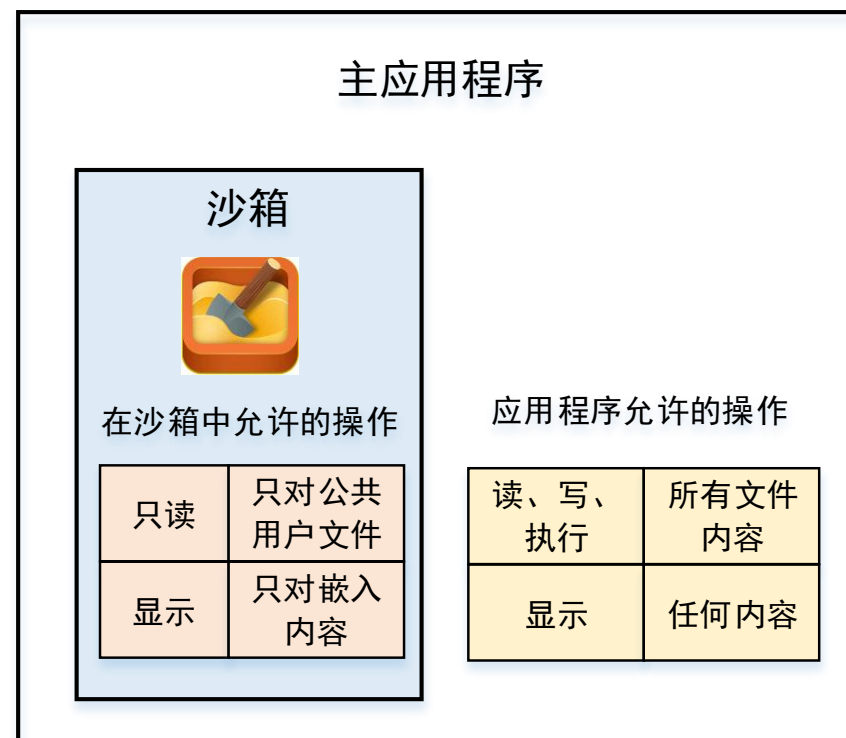 主应用程序
沙箱
在沙箱中允许的操作
只读
只对公共
用户文件
显示
只对嵌入
内容
应用程序允许的操作
读、写、
执行
所有文件
内容
显示
任何内容